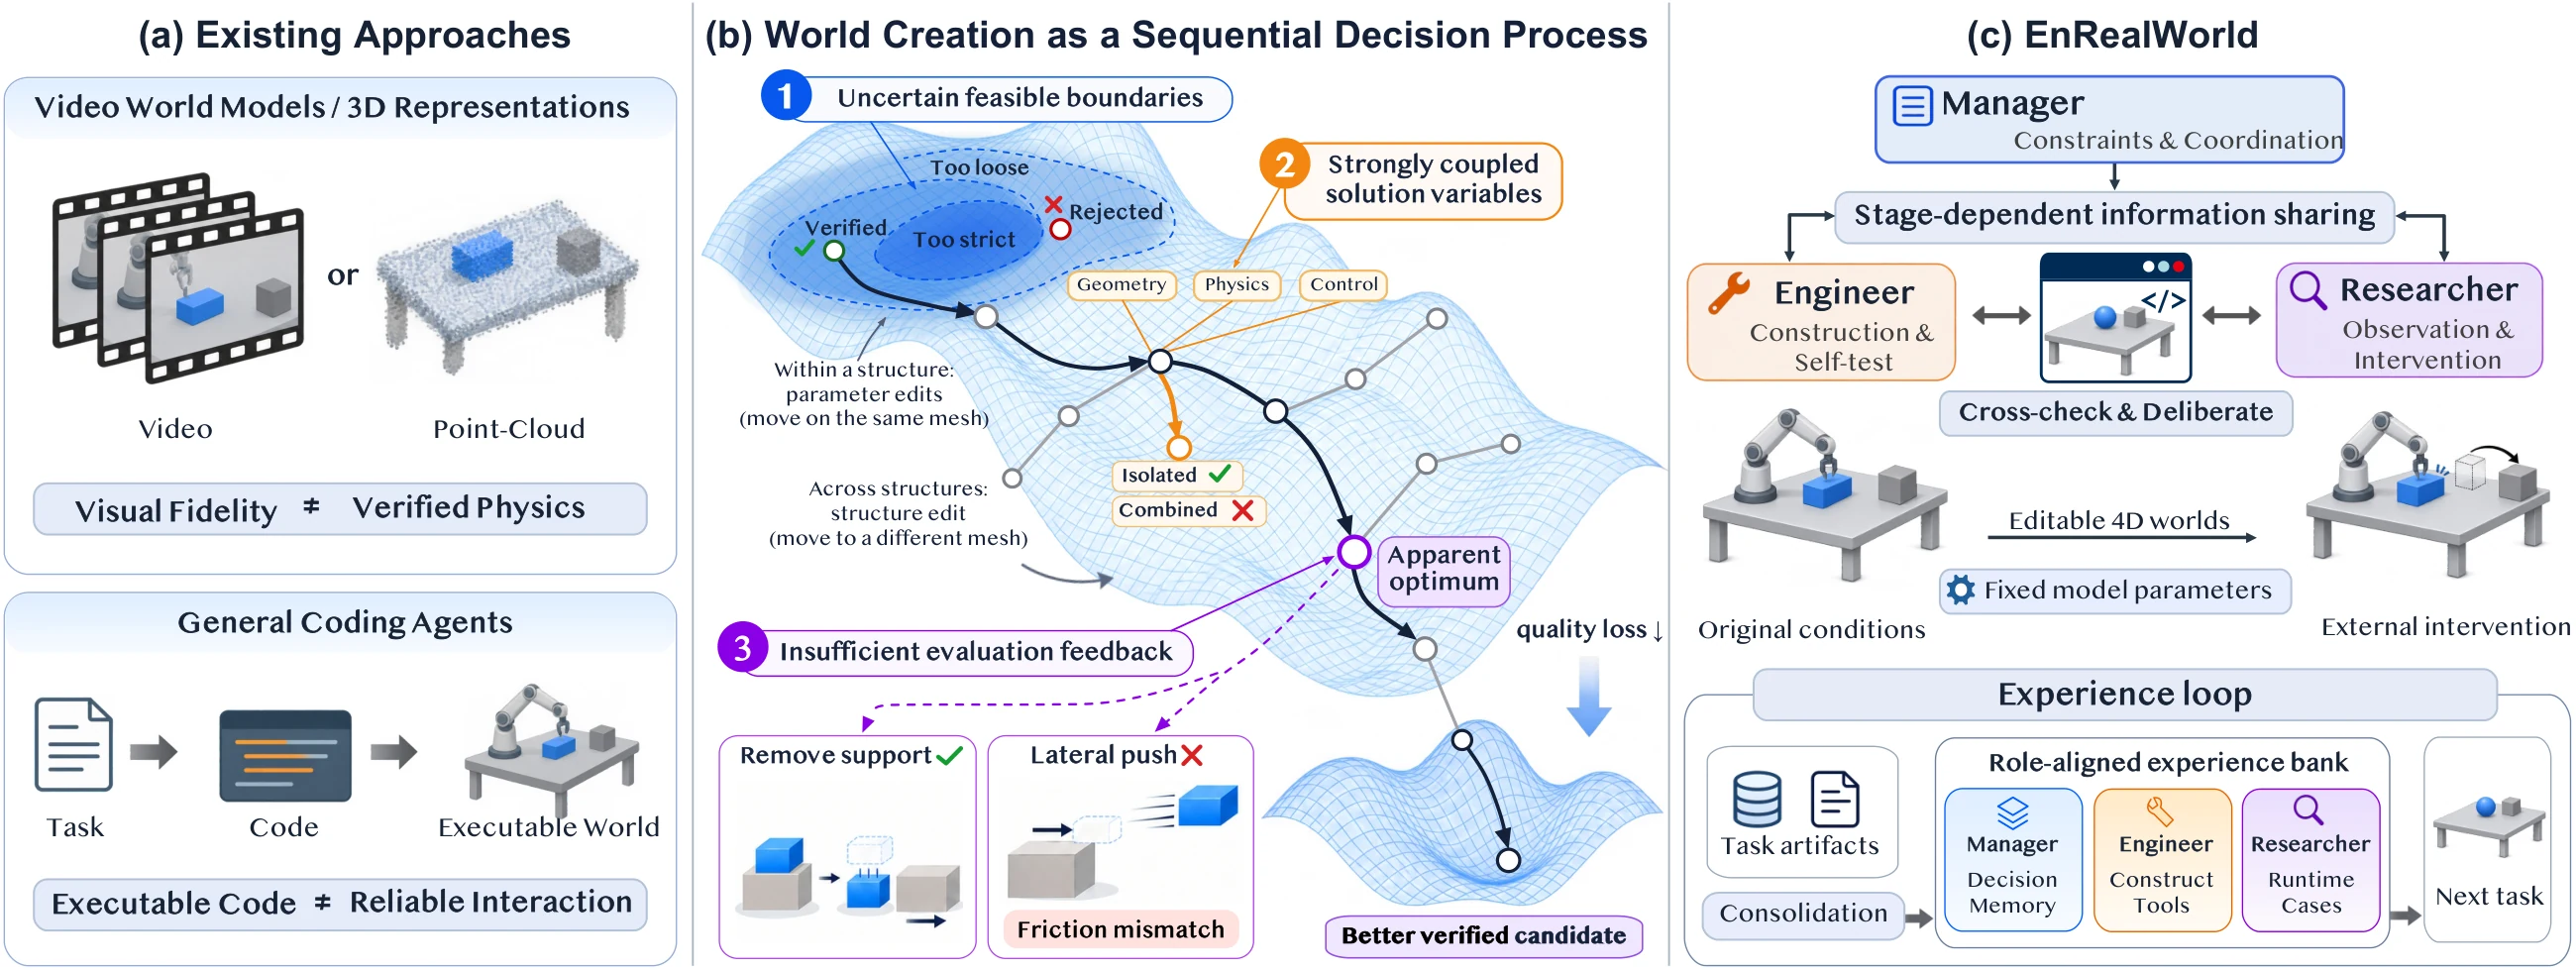 (a) Existing Approaches
Video World Models / 3D Representations
or
Video
Point-Cloud
Visual Fidelity ≠ Verified Physics
General Coding Agents
Task
Code
Executable World
Executable Code ≠ Reliable Interaction
(b) World Creation as a Sequential Decision Process
1
Uncertain feasible boundaries
Too loose
Verified
Too strict
Rejected
2
Strongly coupled
solution variables
Geometry
Physics
Control
Within a structure:
parameter edits
(move on the same mesh)
Isolated
Combined
Across structures:
structure edit
(move to a different mesh)
Apparent
optimum
3
Insufficient evaluation feedback
quality loss ↓
Remove support
Lateral push
Friction mismatch
Better verified candidate
(c) EnRealWorld
Manager
Constraints & Coordination
Stage-dependent information sharing
Engineer
Construction &
Self-test
</>
Researcher
Observation &
Intervention
Cross-check & Deliberate
Editable 4D worlds
Fixed model parameters
Original conditions
External intervention
Experience loop
Task artifacts
Consolidation
Role-aligned experience bank
Manager
Decision
Memory
Engineer
Construct
Tools
Researcher
Runtime
Cases
Next task